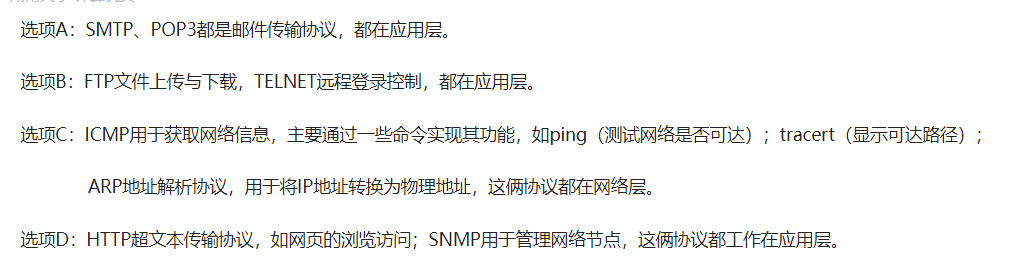 选项A：SMTP、POP3都是邮件传输协议，都在应用层。
选项B：FTP文件上传与下载，TELNET远程登录控制，都在应用层。
选项C：ICMP用于获取网络信息，主要通过一些命令实现其功能，如ping（测试网络是否可达）；tracert（显示可达路径）；
ARP地址解析协议，用于将IP地址转换为物理地址，这俩协议都在网络层。
选项D：HTTP超文本传输协议，如网页的浏览访问；SNMP用于管理网络节点，这俩协议都工作在应用层。